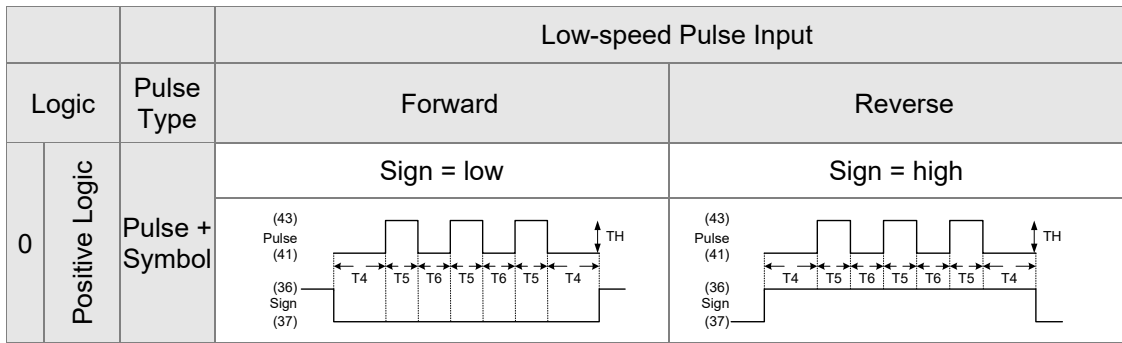 Low-speed Pulse Input
Logic
Pulse
Type
Forward
Reverse
0
Positive Logic
Pulse +
Symbol
Sign = low
Sign = high
(43)
Pulse
(41)
TH
T4 T5 T6 T5 T6 T5 T4
(36)
Sign
(37)
(43)
Pulse
(41)
TH
T4 T5 T6 T5 T6 T5 T4
(36)
Sign
(37)